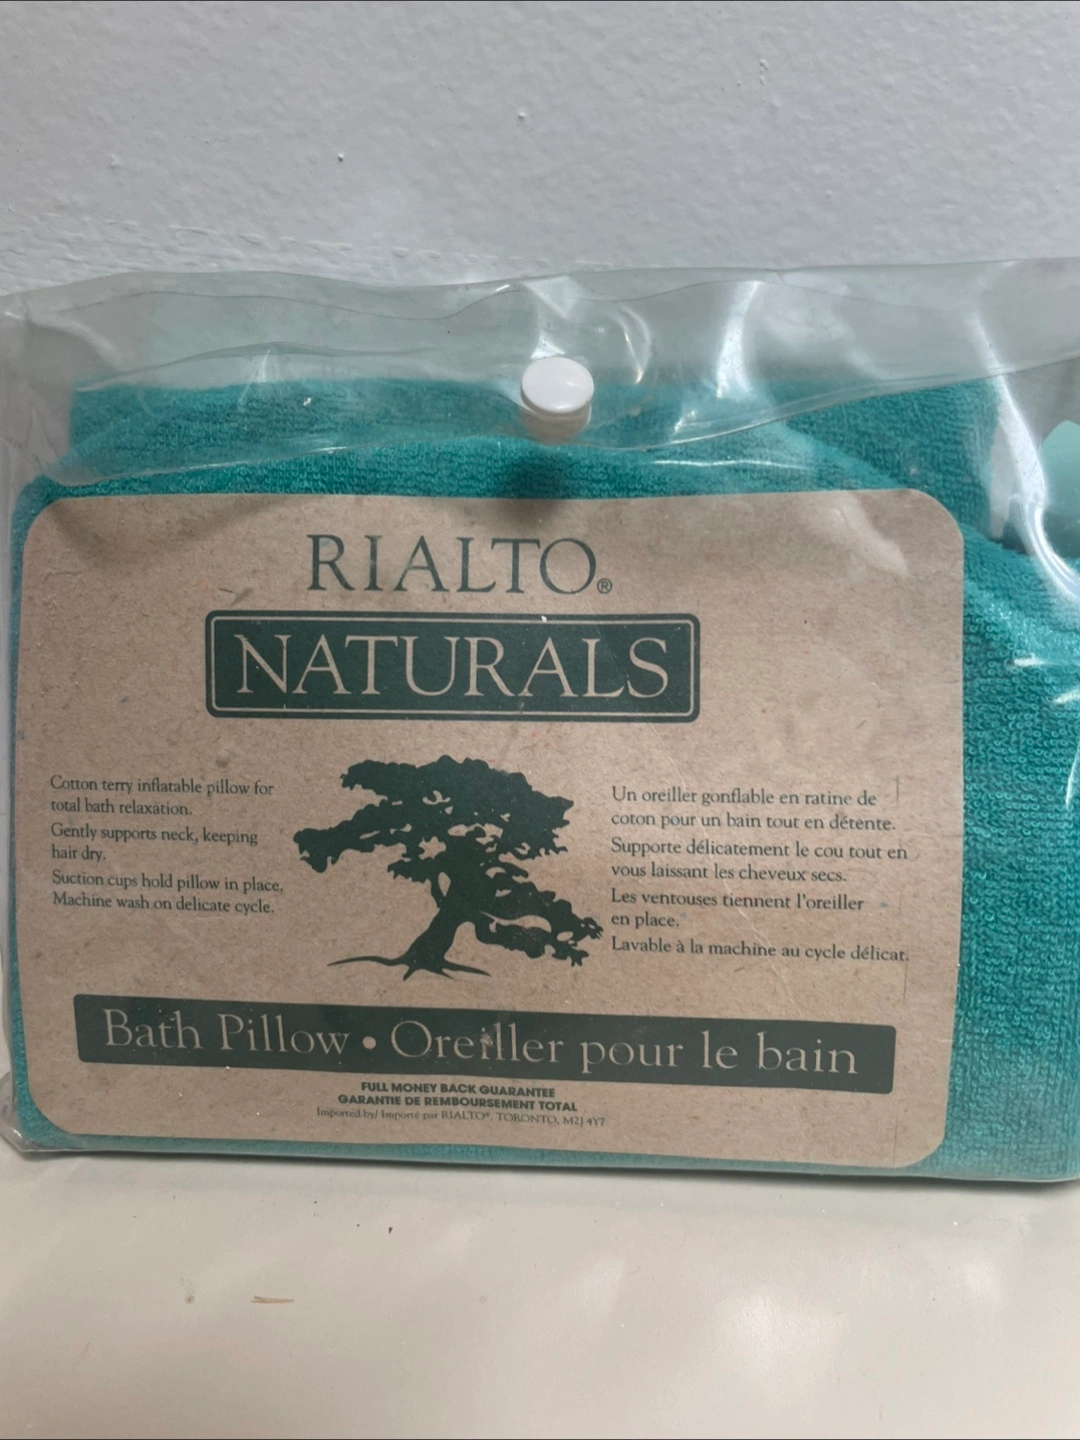 RIALTO®
NATURALS
Cotton terry inflatable pillow for
total bath relaxation.
Gently supports neck, keeping
hair dry.
Suction cups hold pillow in place,
Machine wash on delicate cycle.
Un oreiller gonflable en ratine de
coton pour un bain tout en détente.
Supporte délicatement le cou tout en
vous laissant les cheveux secs.
Les ventouses tiennent l'oreiller
en place.
Lavable à la machine au cycle délicat.
Bath Pillow • Oreiller pour le bain
FULL MONEY BACK GUARANTEE
GARANTIE DE REMBOURSEMENT TOTAL
Imported by/ Importé par RIALTO®, TORONTO, M2J 4Y7